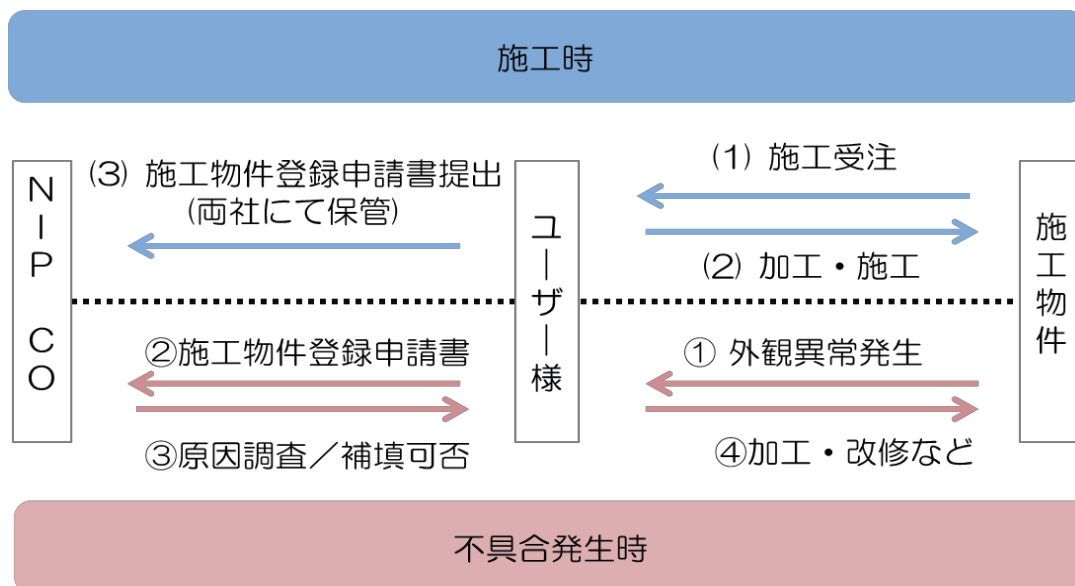 施工時
(1) 施工受注
(3) 施工物件登録申請書提出
(両社にて保管)
(2) 加工・施工
NIP CO
ユーザー様
施工物件
②施工物件登録申請書
① 外観異常発生
③原因調査/補填可否
④加工・改修など
不具合発生時